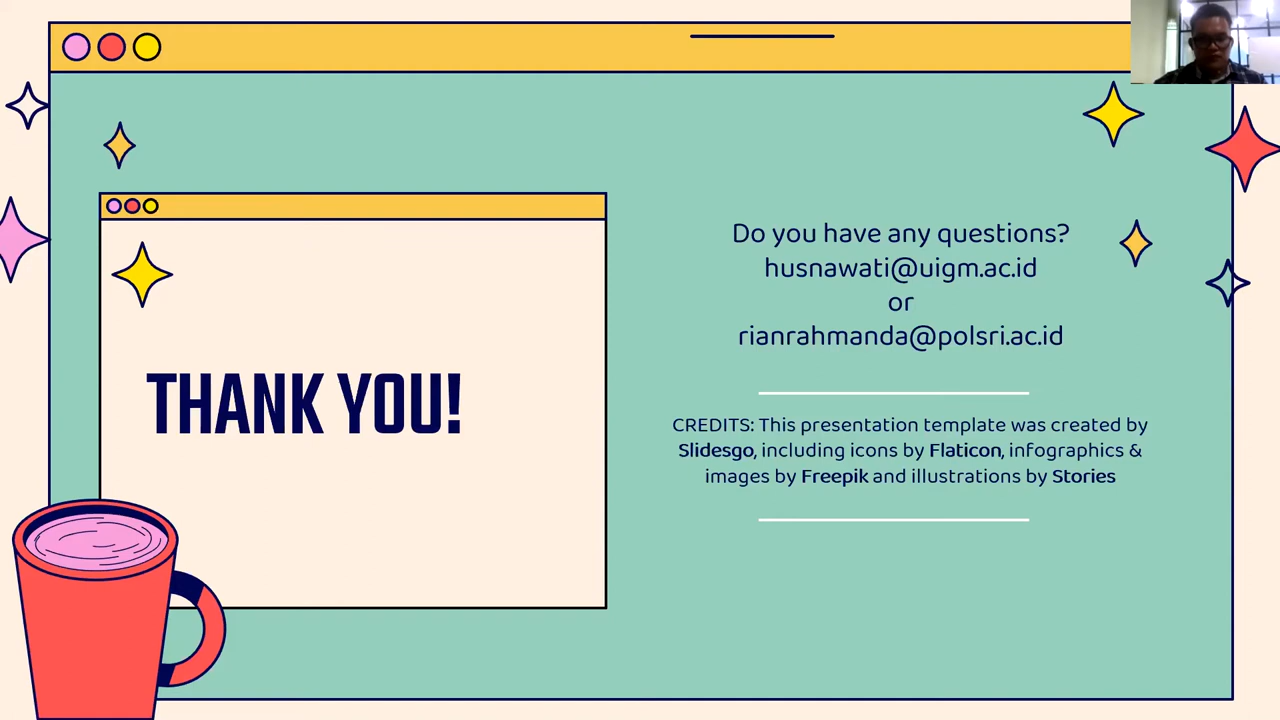 THANK YOU!
Do you have any questions?
husnawati@uigm.ac.id
or
rianrahmanda@polsri.ac.id
CREDITS: This presentation template was created by
Slidesgo, including icons by Flaticon, infographics &
images by Freepik and illustrations by Stories